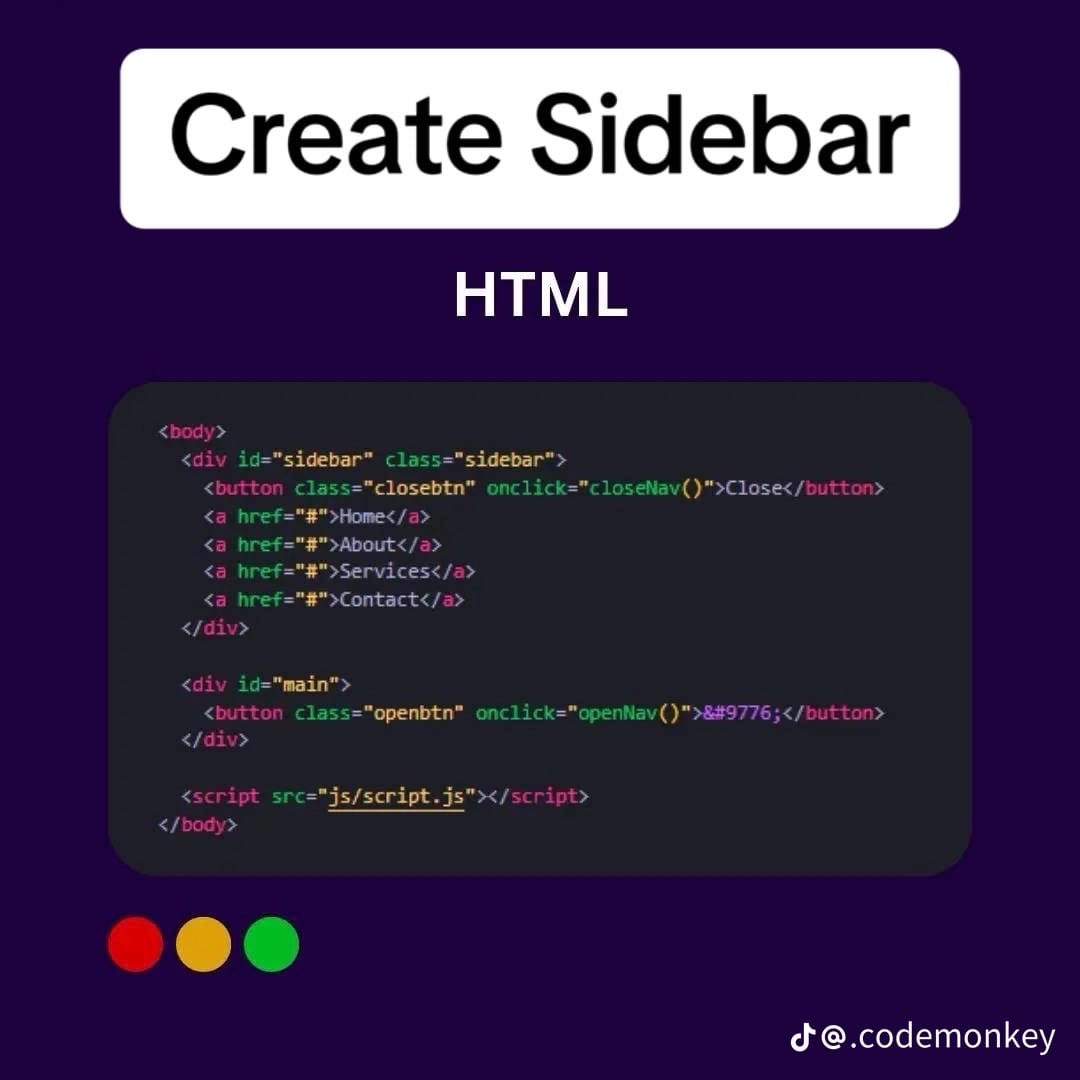 Create Sidebar
HTML
<body>
<div id="sidebar" class="sidebar">
<button class="closebtn" onclick="closeNav()">Close</button>
<a href="#">Home</a>
<a href="#">About</a>
<a href="#">Services</a>
<a href="#">Contact</a>
</div>
<div id="main">
<button class="openbtn" onclick="openNav()">&#9776;</button>
</div>
<script src="js/script.js"></script>
</body>
@.codemonkey